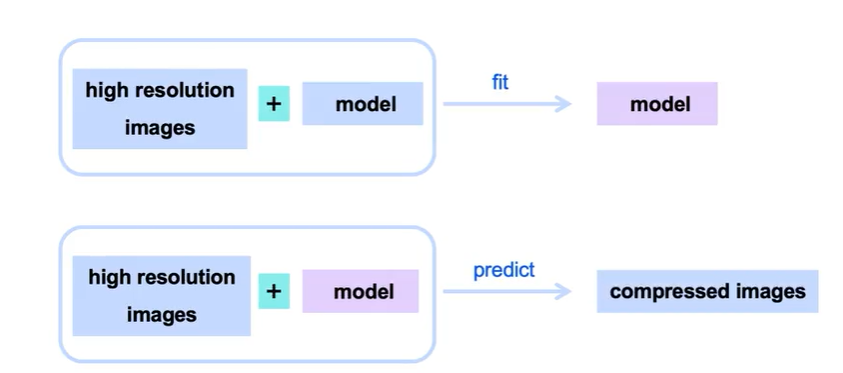 high resolution
images
+
model
fit
model
high resolution
images
+
model
predict
compressed images